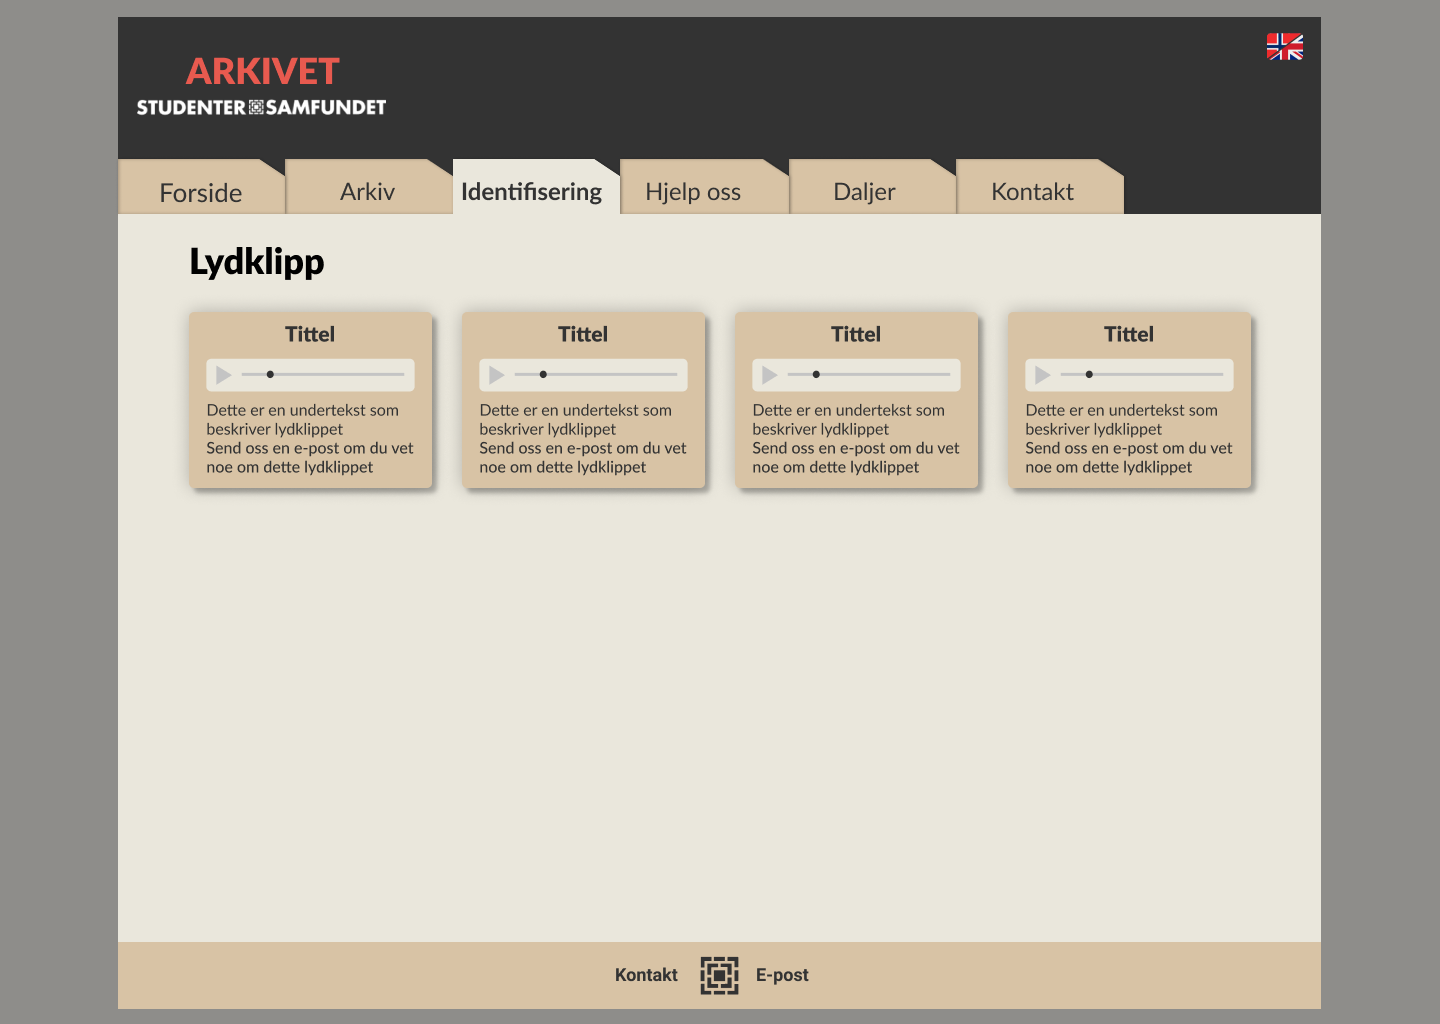 ARKIVET
STUDENTER SAMFUNDET
Forside
Arkiv
Identifisering
Hjelp oss
Daljer
Kontakt
Lydklipp
Tittel
Dette er en undertekst som
beskriver lydklippet
Send oss en e-post om du vet
noe om dette lydklippet
Tittel
Dette er en undertekst som
beskriver lydklippet
Send oss en e-post om du vet
noe om dette lydklippet
Tittel
Dette er en undertekst som
beskriver lydklippet
Send oss en e-post om du vet
noe om dette lydklippet
Tittel
Dette er en undertekst som
beskriver lydklippet
Send oss en e-post om du vet
noe om dette lydklippet
Kontakt
E-post